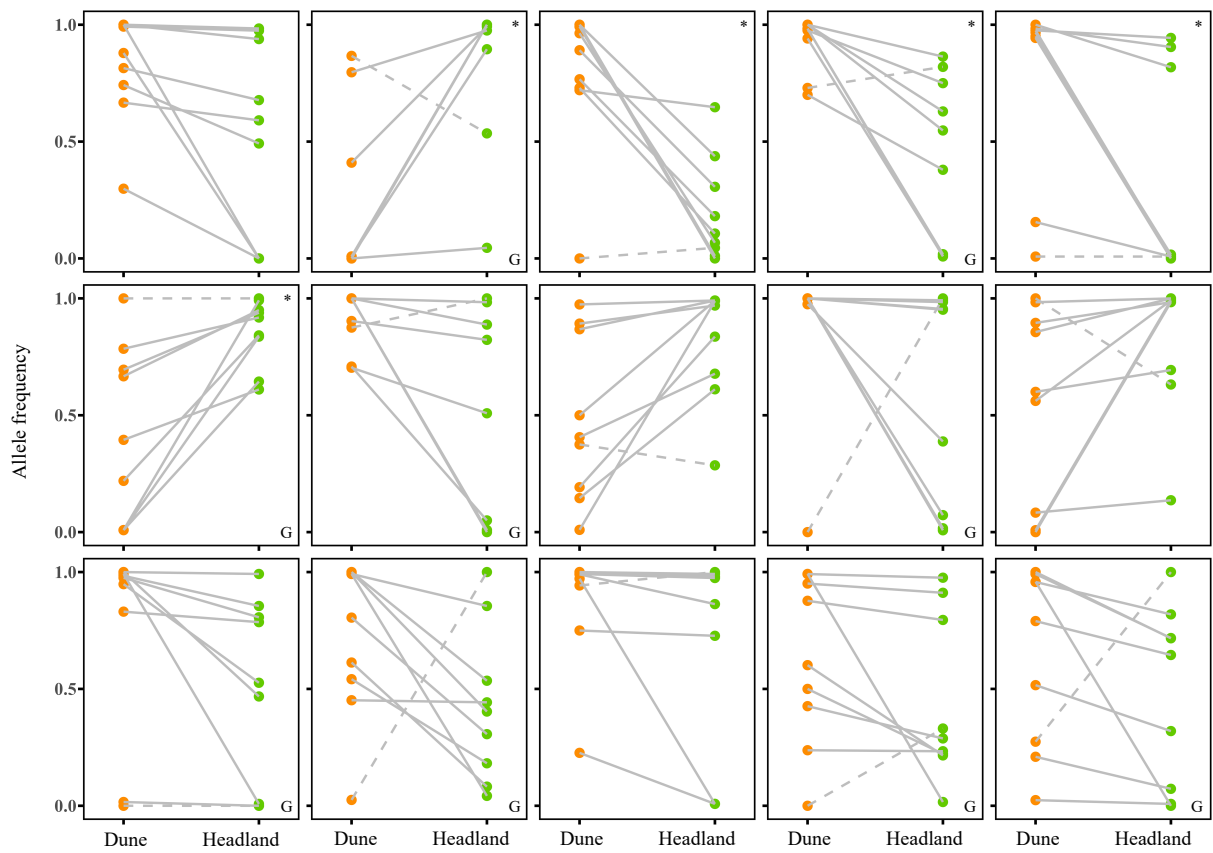 1.0 * * * *
0.5
0.0 G G
1.0 *
Allele frequency 0.5
0.0 G G G
1.0
0.5
0.0 G G G G
Dune Headland Dune Headland Dune Headland Dune Headland Dune Headland